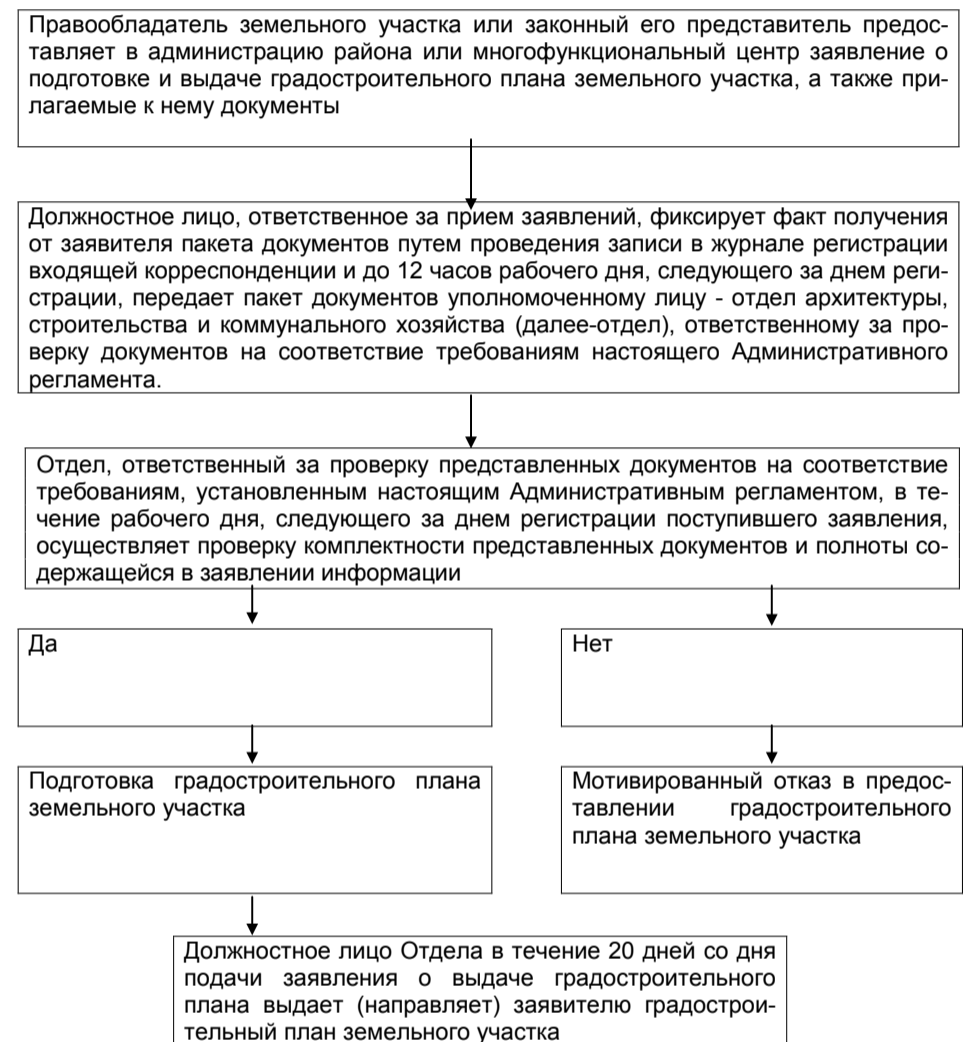 Правообладатель земельного участка или законный его представитель предос-
тавляет в администрацию района или многофункциональный центр заявление о
подготовке и выдаче градостроительного плана земельного участка, а также при-
лагаемые к нему документы
Должностное лицо, ответственное за прием заявлений, фиксирует факт получения
от заявителя пакета документов путем проведения записи в журнале регистрации
входящей корреспонденции и до 12 часов рабочего дня, следующего за днем реги-
страции, передает пакет документов уполномоченному лицу - отдел архитектуры,
строительства и коммунального хозяйства (далее-отдел), ответственному за про-
верку документов на соответствие требованиям настоящего Административного
регламента.
Отдел, ответственный за проверку представленных документов на соответствие
требованиям, установленным настоящим Административным регламентом, в те-
чение рабочего дня, следующего за днем регистрации поступившего заявления,
осуществляет проверку комплектности представленных документов и полноты со-
держащейся в заявлении информации
Да
Нет
Подготовка градостроительного плана
земельного участка
Мотивированный отказ в предос-
тавлении градостроительного
плана земельного участка
Должностное лицо Отдела в течение 20 дней со дня
подачи заявления о выдаче градостроительного
плана выдает (направляет) заявителю градострои-
тельный план земельного участка